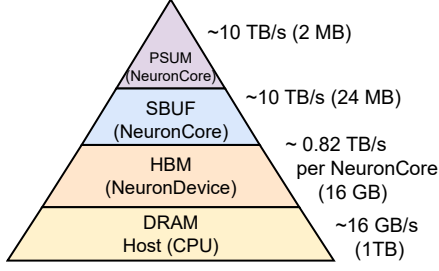 PSUM
(NeuronCore)
~10 TB/s (2 MB)
SBUF
(NeuronCore)
~10 TB/s (24 MB)
HBM
(NeuronDevice)
~ 0.82 TB/s
per NeuronCore
(16 GB)
DRAM
Host (CPU)
~16 GB/s
(1TB)